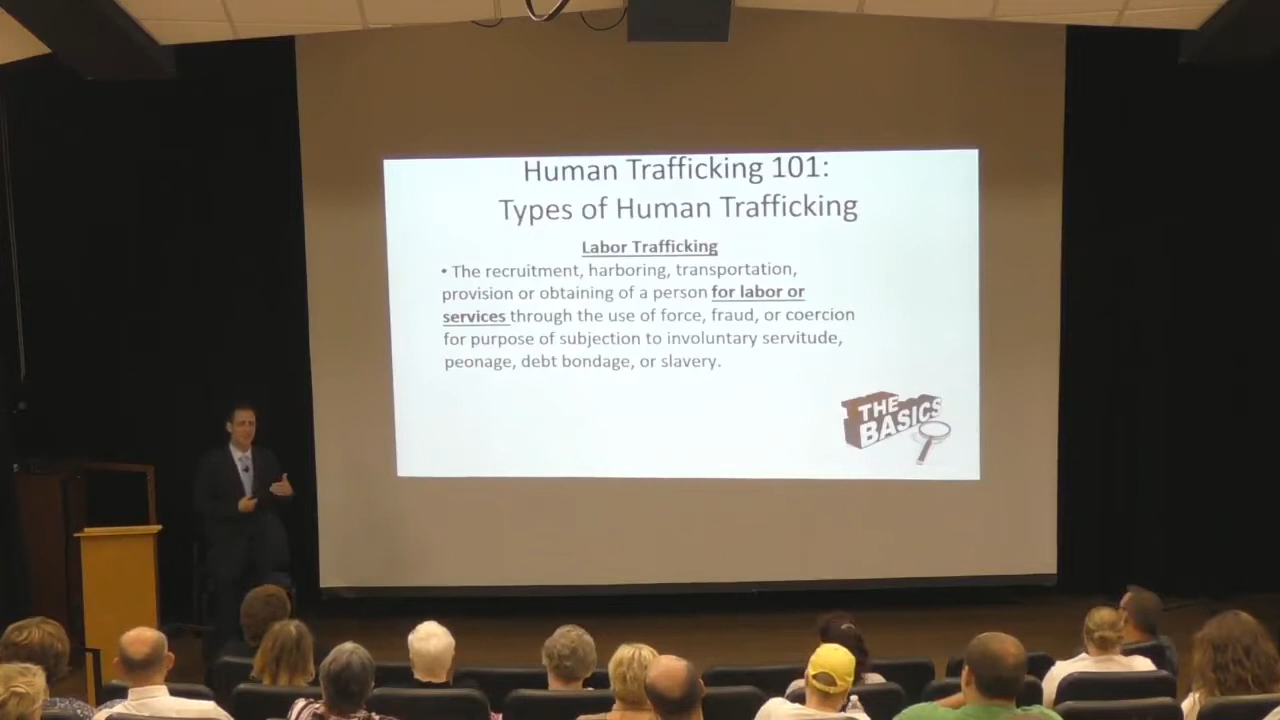 Human Trafficking 101:
Types of Human Trafficking
Labor Trafficking
• The recruitment, harboring, transportation,
provision or obtaining of a person for labor or
services through the use of force, fraud, or coercion
for purpose of subjection to involuntary servitude,
peonage, debt bondage, or slavery.
THE
BASICS